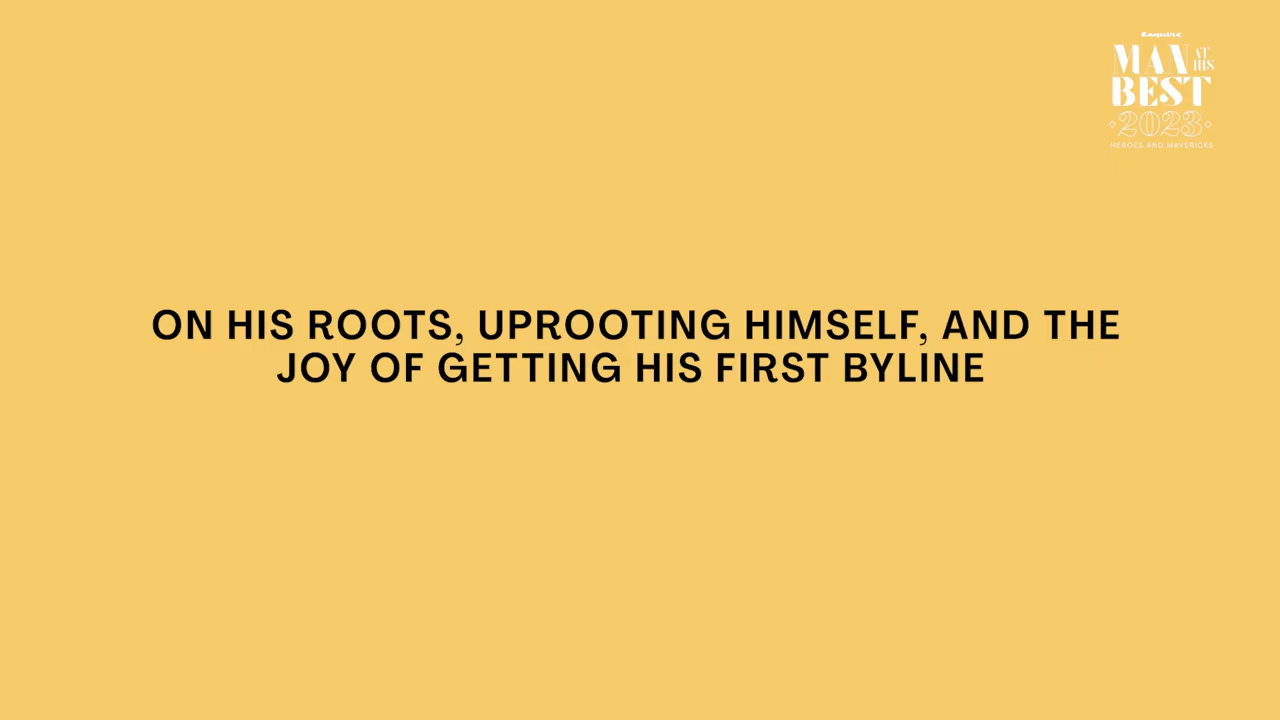 Esquire
MAN AT HIS
BEST
2023
HEROES AND MAVERICKS
ON HIS ROOTS, UPROOTING HIMSELF, AND THE
JOY OF GETTING HIS FIRST BYLINE